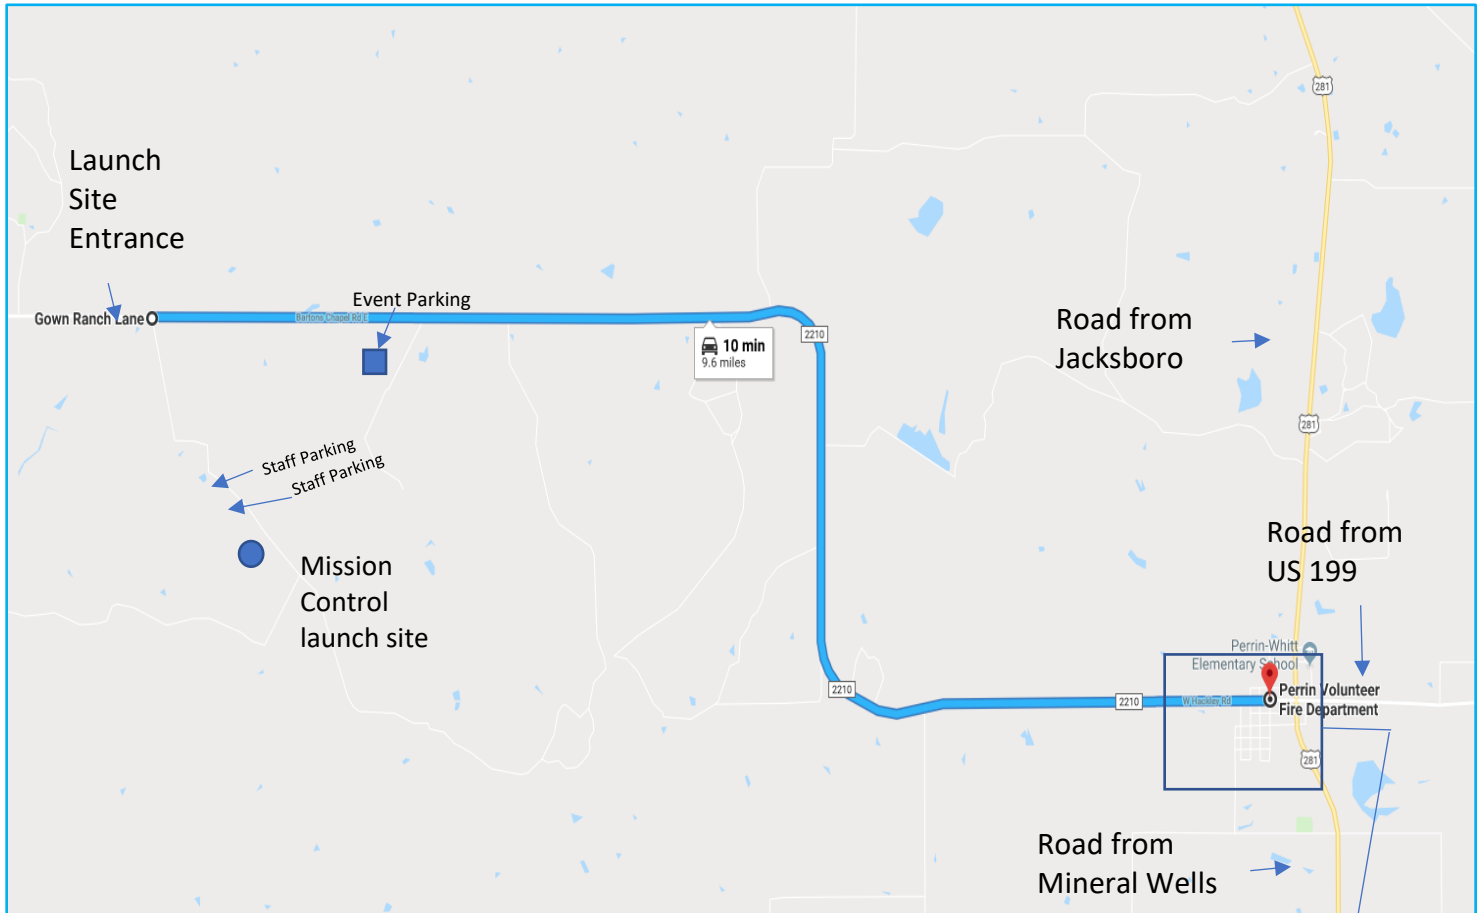 281
Launch
Site
Entrance
Event Parking
Gown Ranch Lane
Bartons Chapel Rd E
Road from
Jacksboro
2210
10 min
9.6 miles
281
Staff Parking
Staff Parking
Road from
US 199
Mission
Control
launch site
Perrin-Whitt
Elementary School
2210
Perrin Volunteer
Fire Department
2210
W Hackley Rd
281
Road from
Mineral Wells